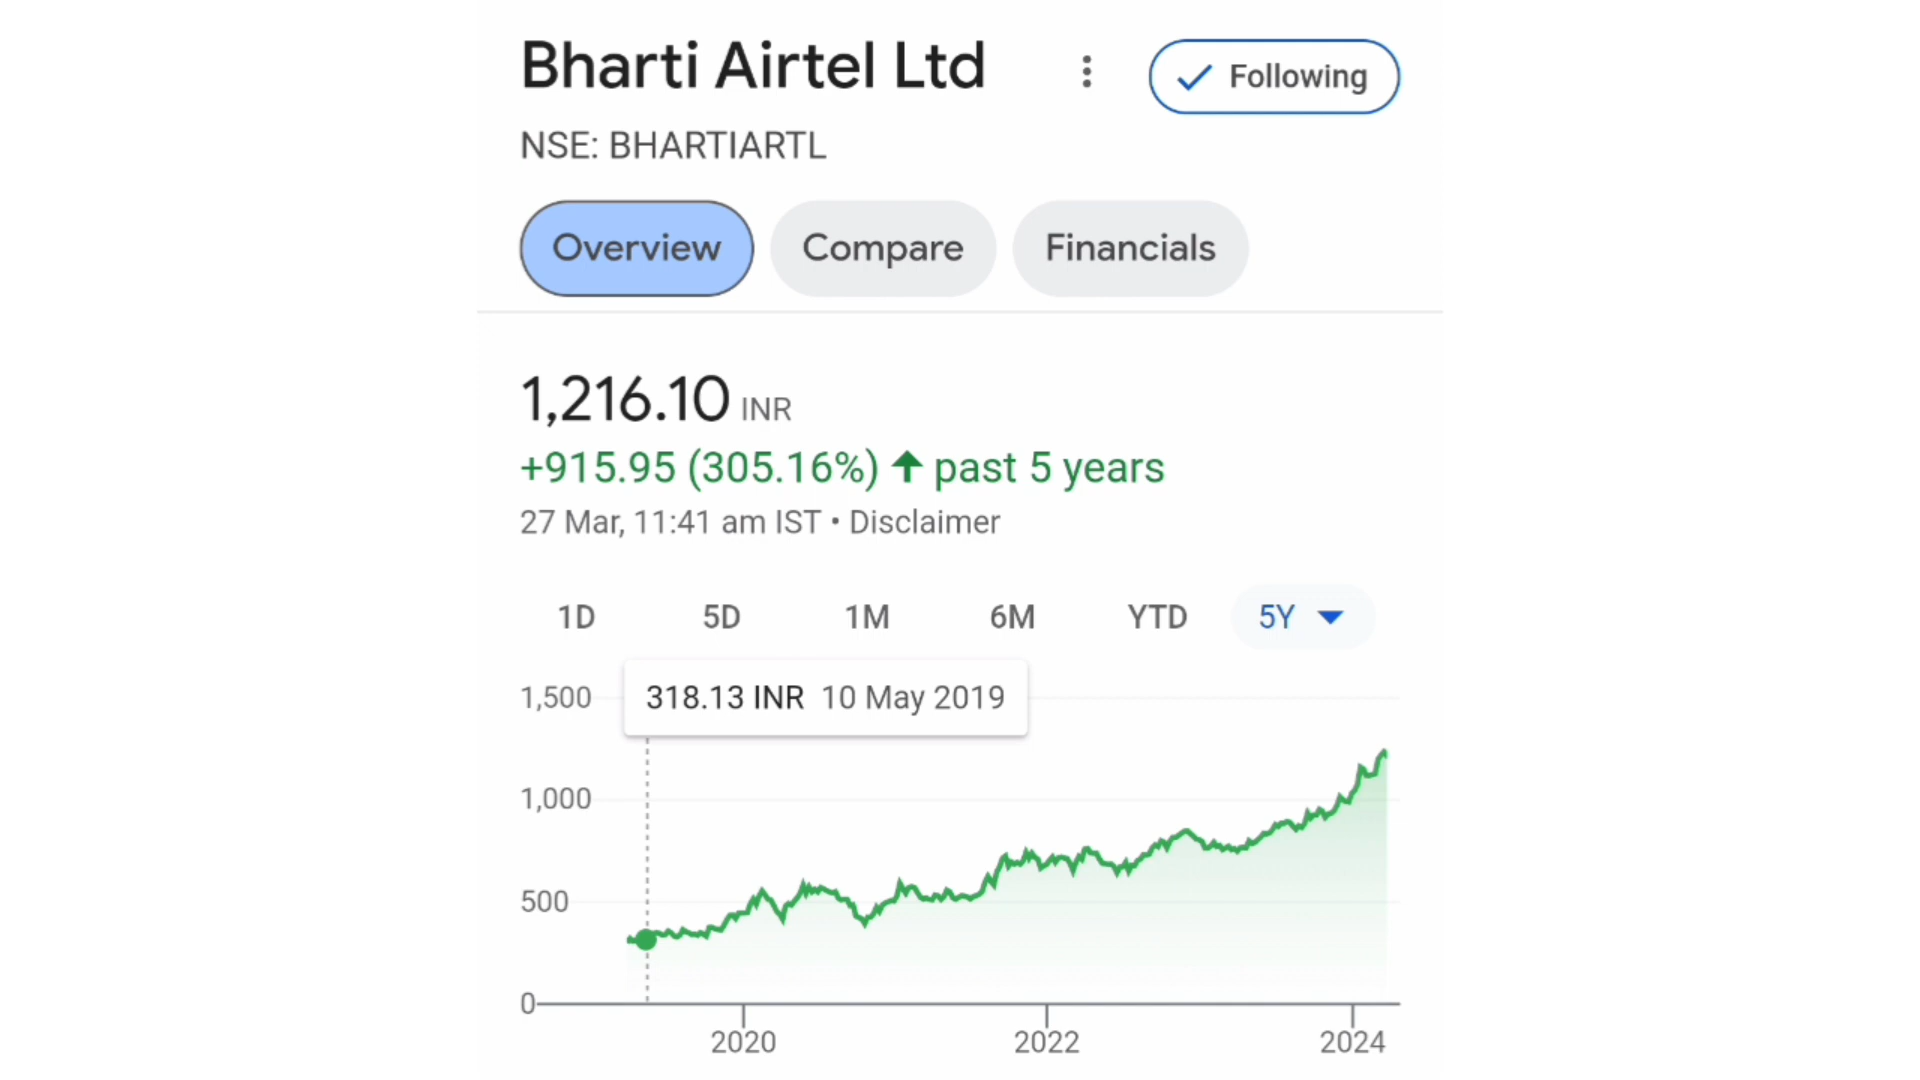 Bharti Airtel Ltd
Following
NSE: BHARTIARTL
Overview Compare Financials
1,216.10 INR
+915.95 (305.16%) ↑ past 5 years
27 Mar, 11:41 am IST • Disclaimer
1D 5D 1M 6M YTD 5Y
318.13 INR 10 May 2019
1,500
1,000
500
0
2020 2022 2024